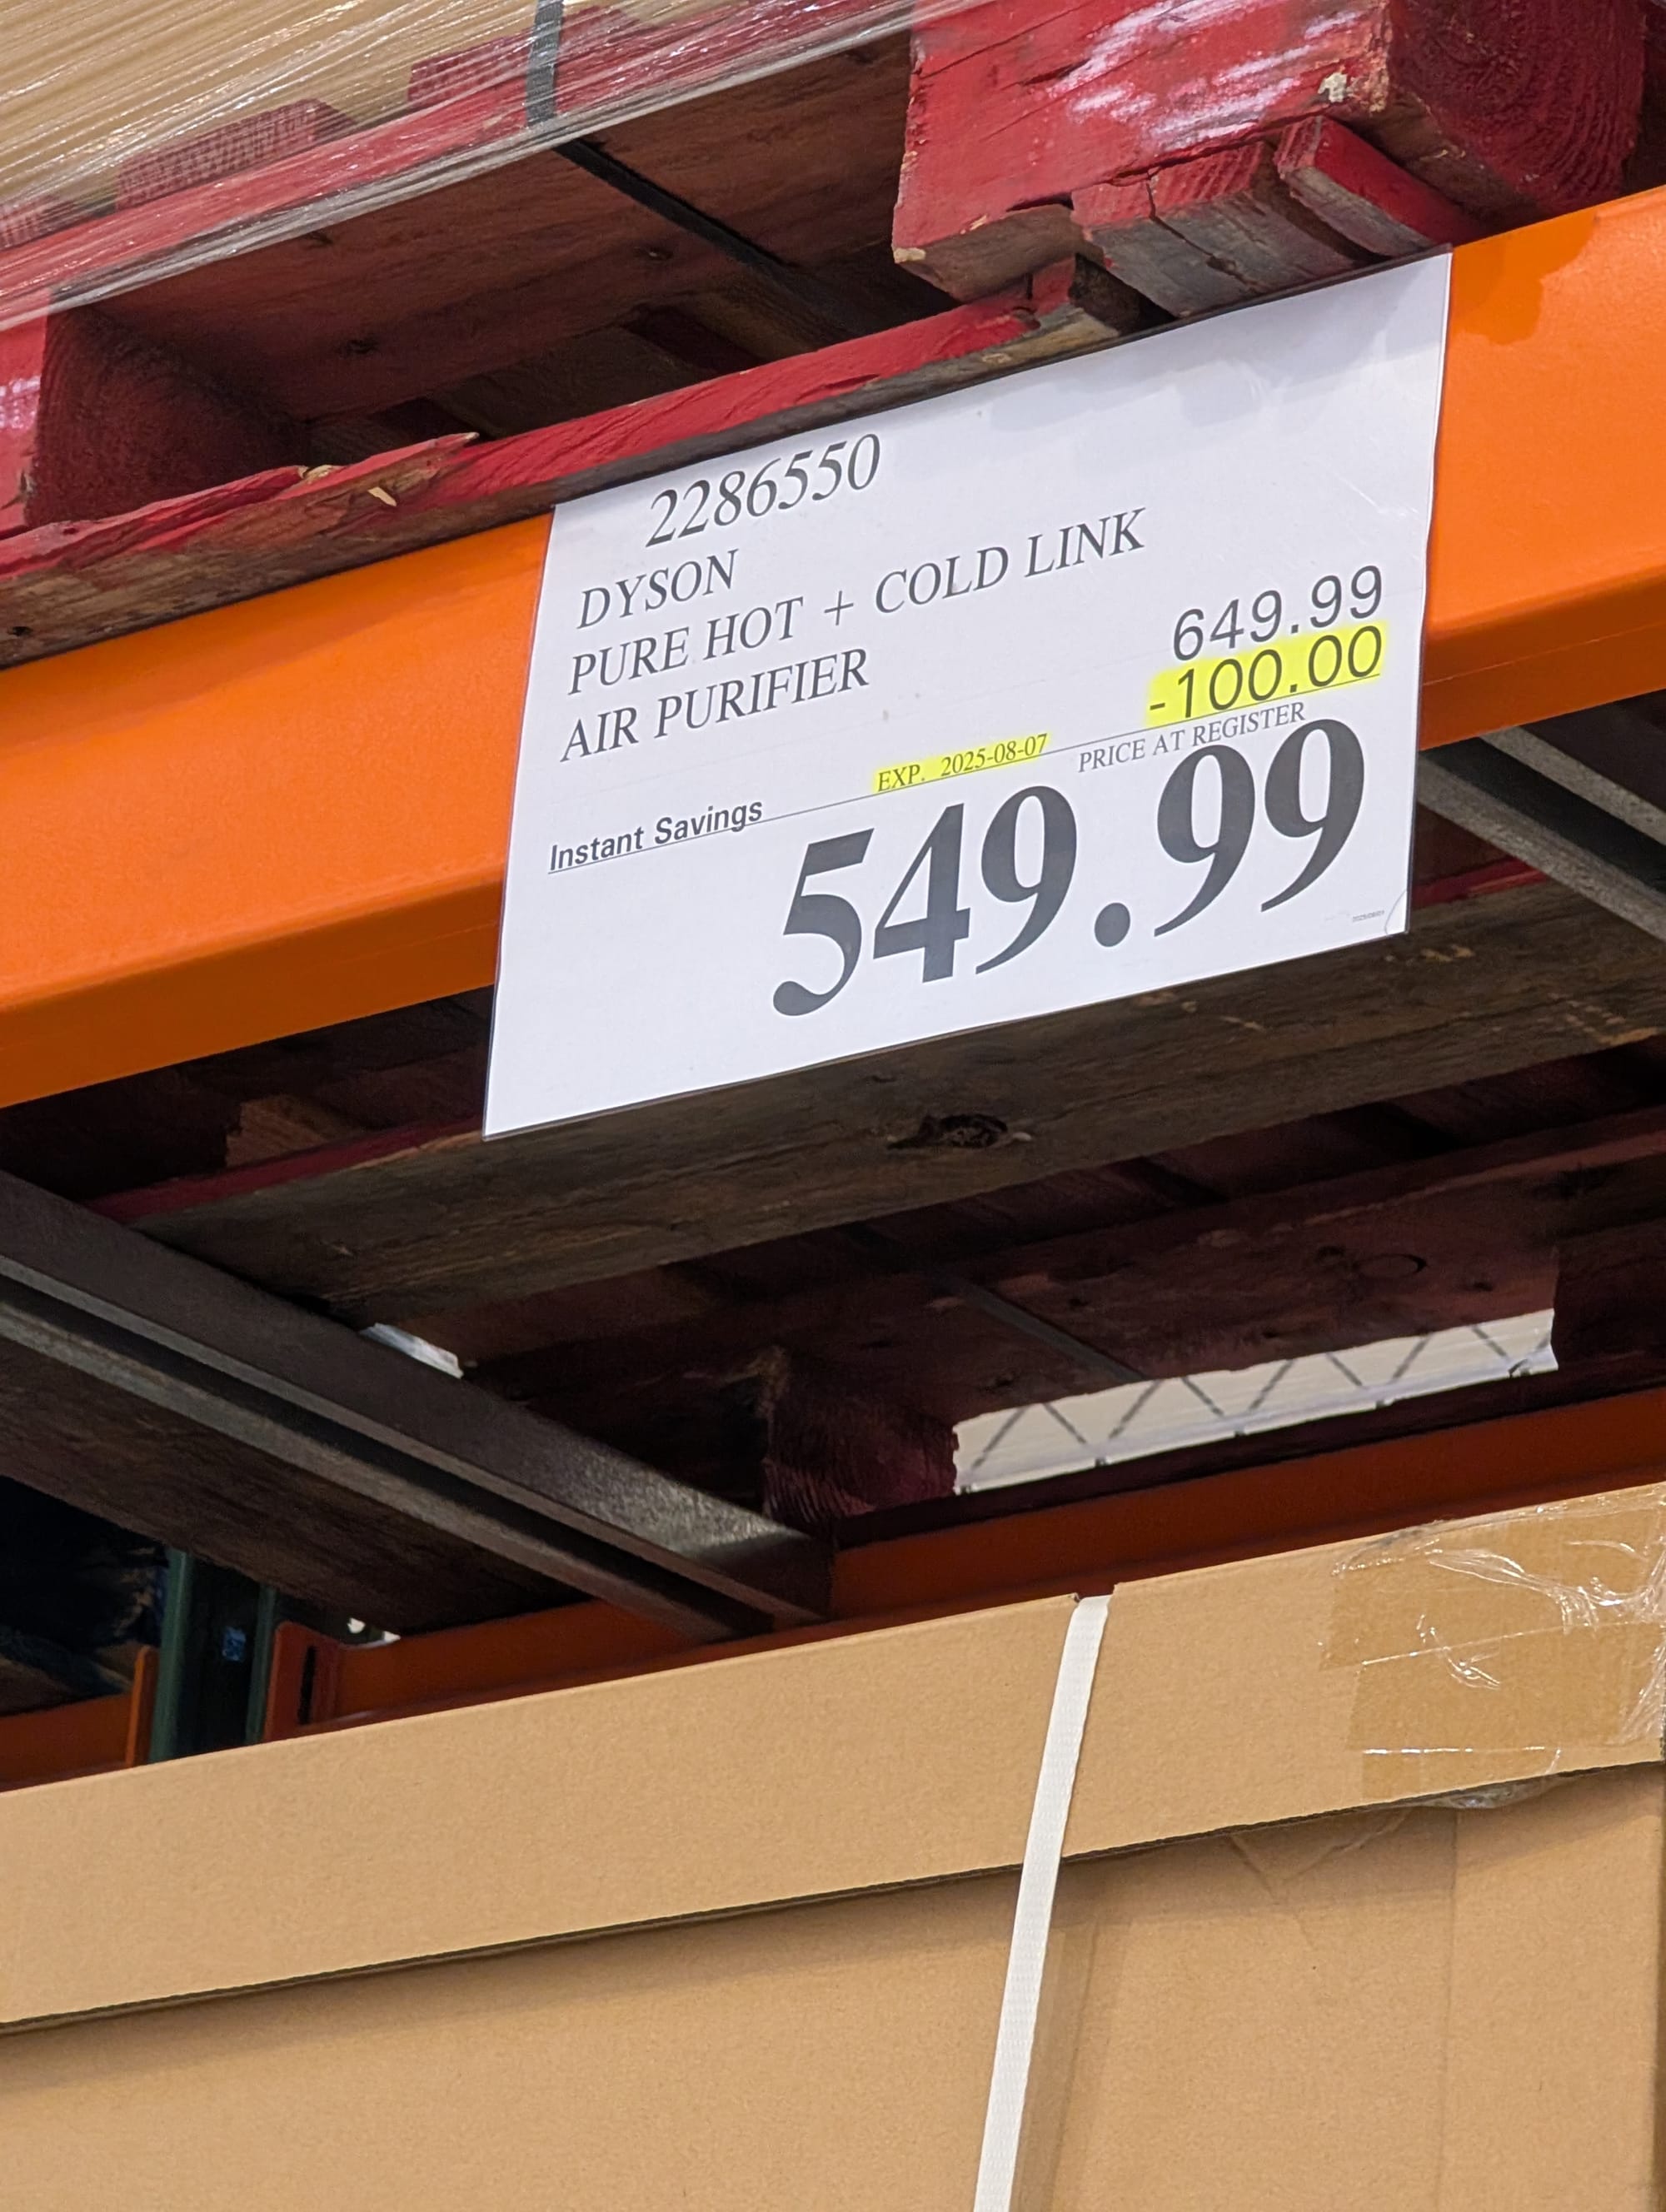 2286550
DYSON
PURE HOT + COLD LINK
AIR PURIFIER
649.99
-100.00
Instant Savings EXP. 2025-08-07 PRICE AT REGISTER
549.99